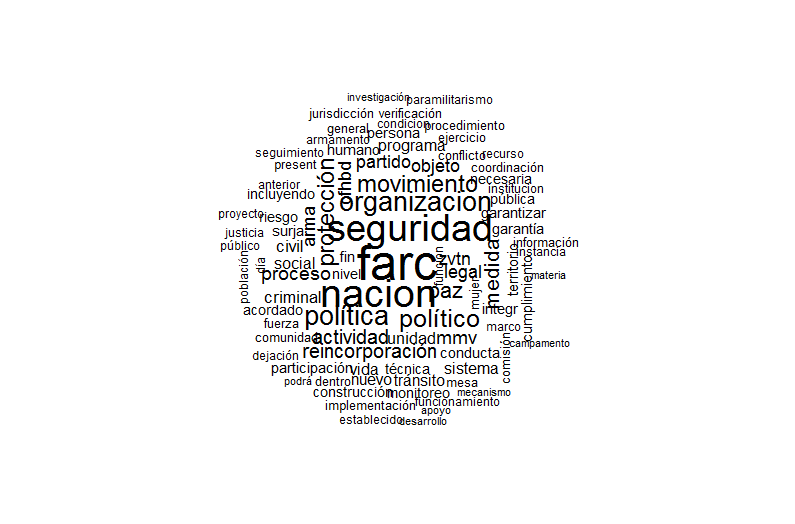 investigación
paramilitarismo
jurisdicción
verificación
condición
procedimiento
general
persona
ejercicio
armamento
humano
programa
seguimiento
partido
objeto
conflicto
recurso
present
protección
fhbd
coordinación
necesaria
anterior
incluyendo
movimiento
institución
pública
organización
proyecto
riesgo
arma
garantizar
justicia
surja
seguridad
garantía
público
civil
medida
información
fin
farc
función
zvtn
instancia
población
día
social
proceso
nivel
legal
mujer
territorio
materia
criminal
nacion
paz
integr
cumplimiento
acordado
política
político
fuerza
marco
comunidad
actividad
unidad
mmv
campamento
dejación
reincorporación
conducta
comisión
participación
vida
técnica
sistema
podrá
dentro
nuevo
tránsito
mesa
construcción
monitoreo
mecanismo
implementación
funcionamiento
apoyo
establecido
desarrollo